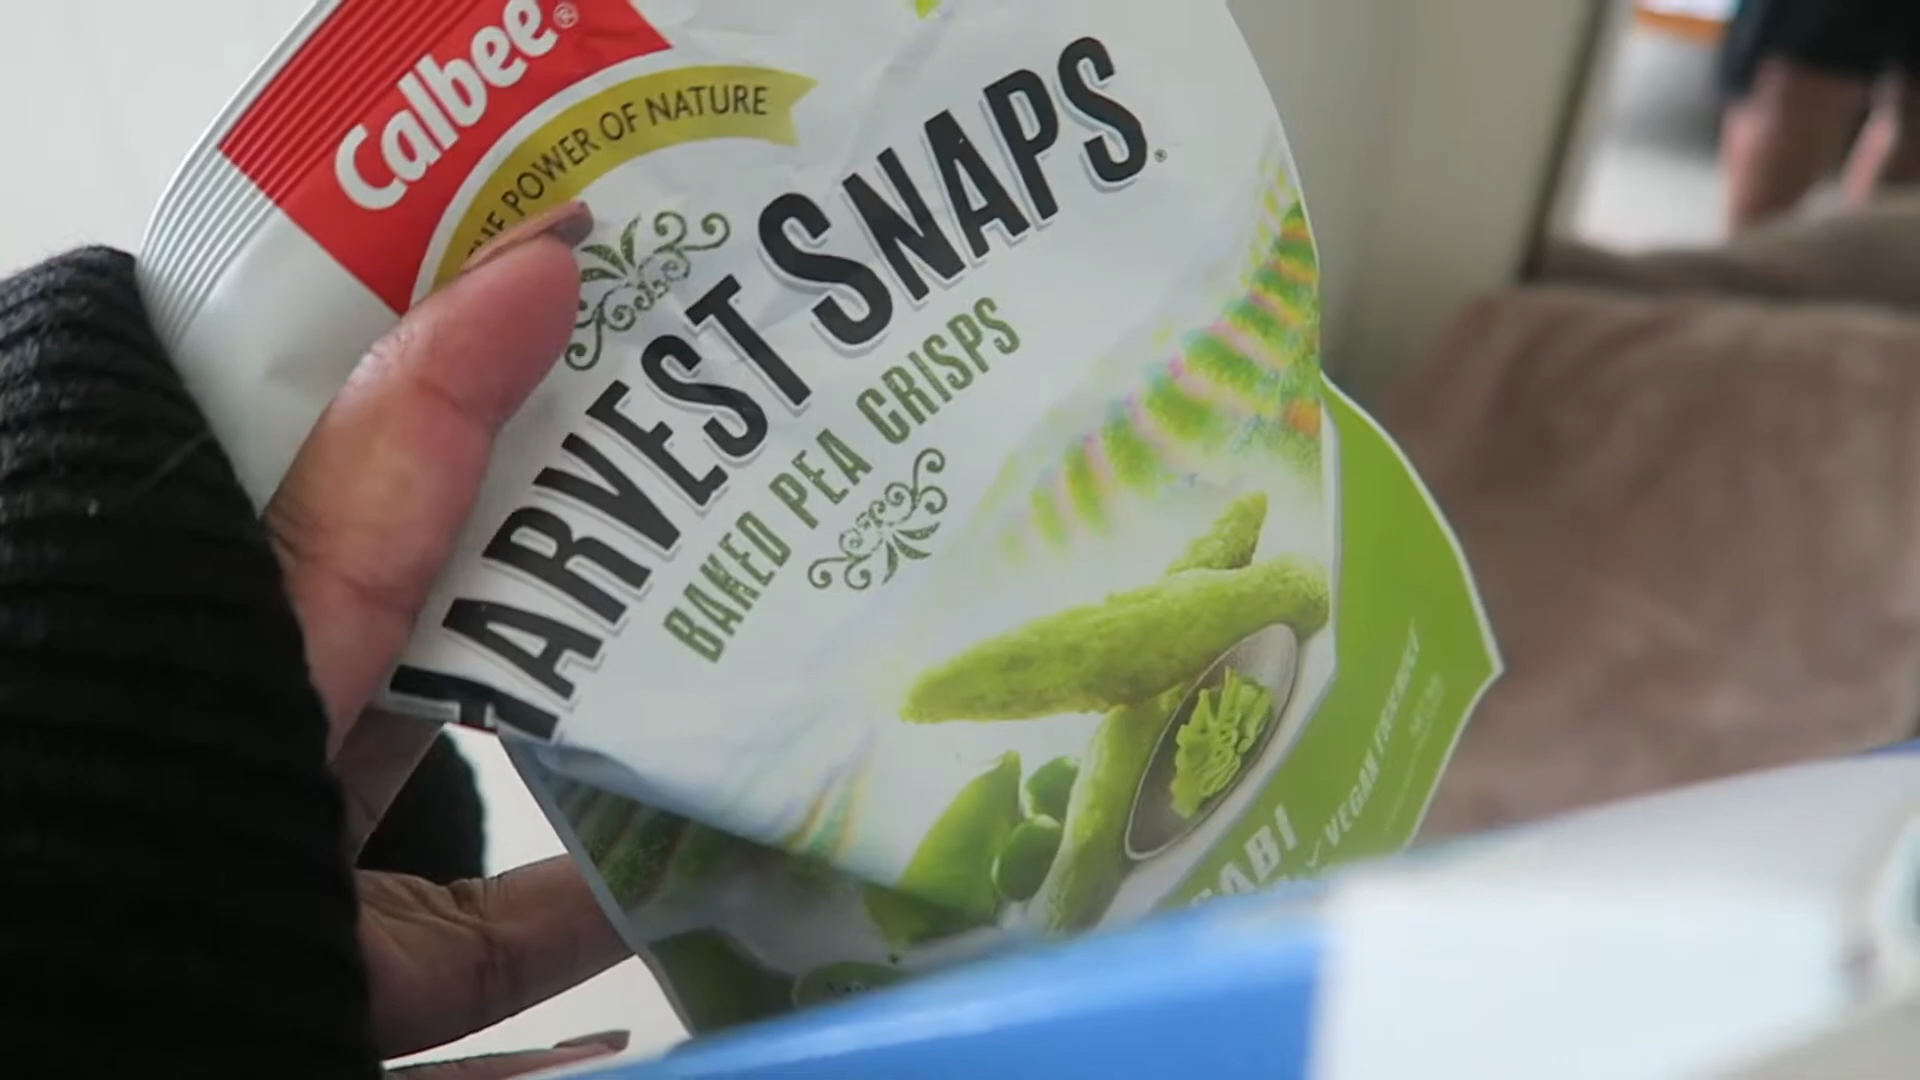 Calbee®
THE POWER OF NATURE
HARVEST SNAPS®
BAKED PEA CRISPS
VEGAN FRIENDLY